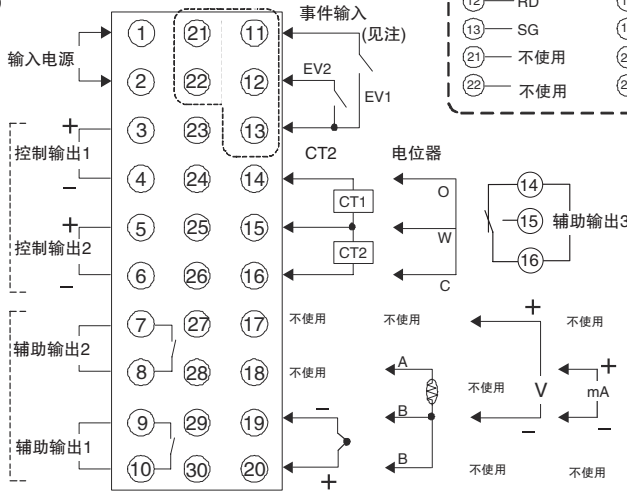 事件输入
(见注)
输入电源
1 21 11
2 22 12
EV2
EV1
3 23 13
+
控制输出1
−
CT2
电位器
4 24 14
CT1
O
5 25 15
W
CT2
6 26 16
C
+
控制输出2
−
14
15 辅助输出3
16
12 RD
13 SG
21 不使用
22 不使用
辅助输出2
7 27 17
不使用 不使用 + 不使用
8 28 18
不使用 A 不使用 V + mA
辅助输出1
9 29 19
− B − −
10 30 20
+ B 不使用 不使用